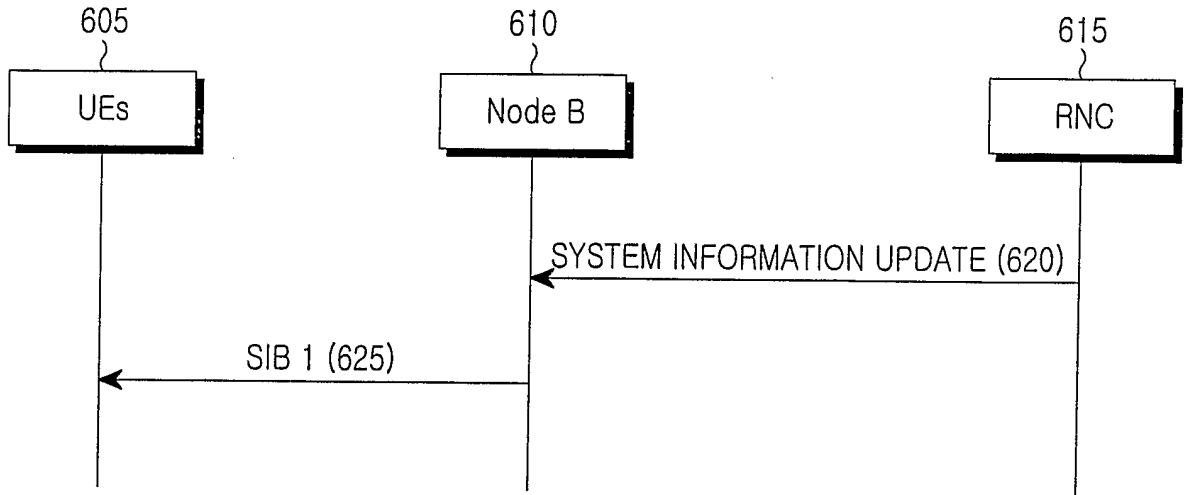 605
610
615
UEs
Node B
RNC
SYSTEM INFORMATION UPDATE (620)
SIB 1 (625)